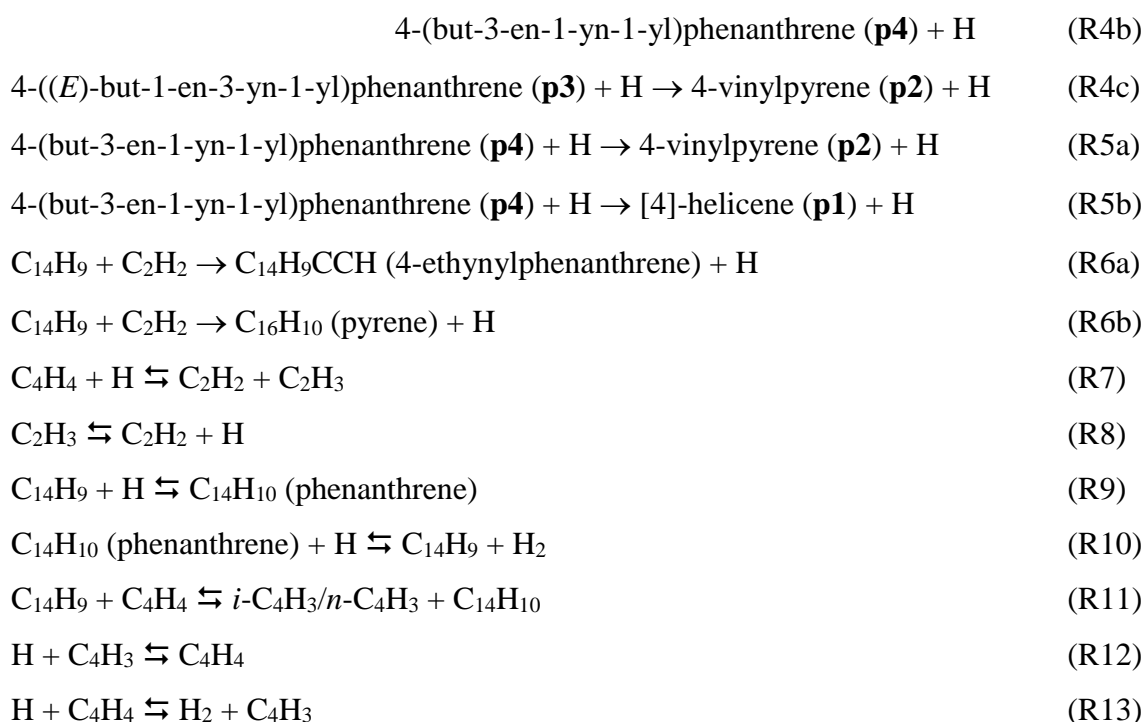 4-(but-3-en-1-yn-1-yl)phenanthrene (p4) + H (R4b)
4-((E)-but-1-en-3-yn-1-yl)phenanthrene (p3) + H → 4-vinylpyrene (p2) + H (R4c)
4-(but-3-en-1-yn-1-yl)phenanthrene (p4) + H → 4-vinylpyrene (p2) + H (R5a)
4-(but-3-en-1-yn-1-yl)phenanthrene (p4) + H → [4]-helicene (p1) + H (R5b)
C₁₄H₉ + C₂H₂ → C₁₄H₉CCH (4-ethynylphenanthrene) + H (R6a)
C₁₄H₉ + C₂H₂ → C₁₆H₁₀ (pyrene) + H (R6b)
C₄H₄ + H ⇆ C₂H₂ + C₂H₃ (R7)
C₂H₃ ⇆ C₂H₂ + H (R8)
C₁₄H₉ + H ⇆ C₁₄H₁₀ (phenanthrene) (R9)
C₁₄H₁₀ (phenanthrene) + H ⇆ C₁₄H₉ + H₂ (R10)
C₁₄H₉ + C₄H₄ ⇆ i-C₄H₃/n-C₄H₃ + C₁₄H₁₀ (R11)
H + C₄H₃ ⇆ C₄H₄ (R12)
H + C₄H₄ ⇆ H₂ + C₄H₃ (R13)